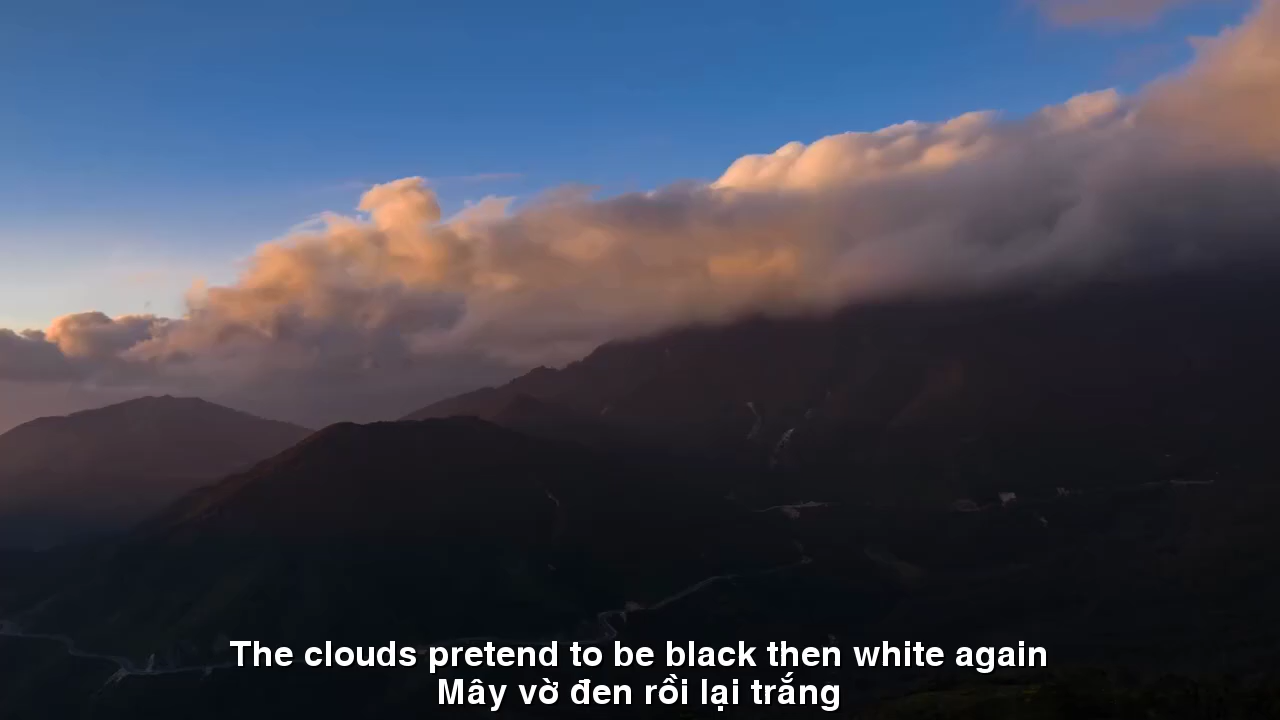 The clouds pretend to be black then white again
Mây vờ đen rồi lại trắng